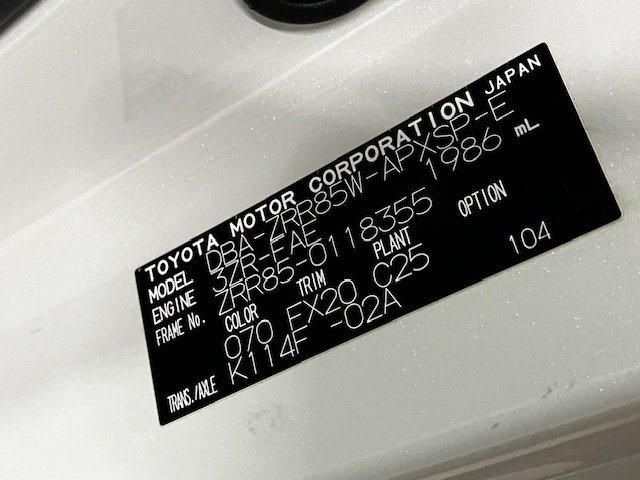 TOYOTA MOTOR CORPORATION JAPAN
MODEL DBA-ZRR85W-APXSP-E
ENGINE 3ZR-FAE 1986 mL
FRAME No. ZRR85-0118355
COLOR TRIM PLANT OPTION
070 FX20 C25
TRANS./AXLE K114F -02A 104